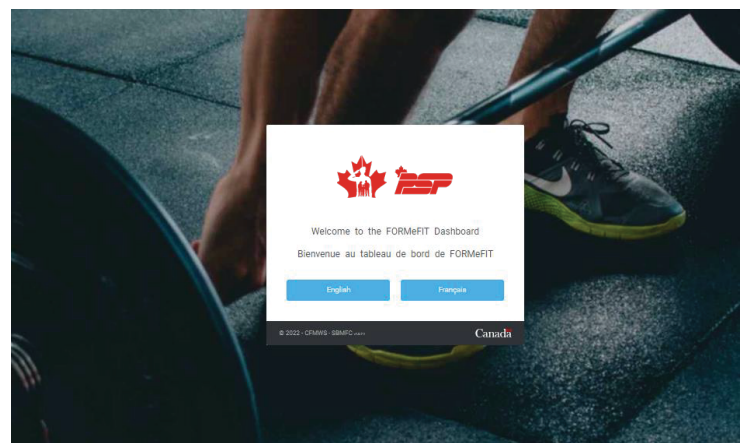 PSP
Welcome to the FORMeFIT Dashboard
Bienvenue au tableau de bord de FORMeFIT
English Français
© 2022 - CFMWS - SBMFC
Canada